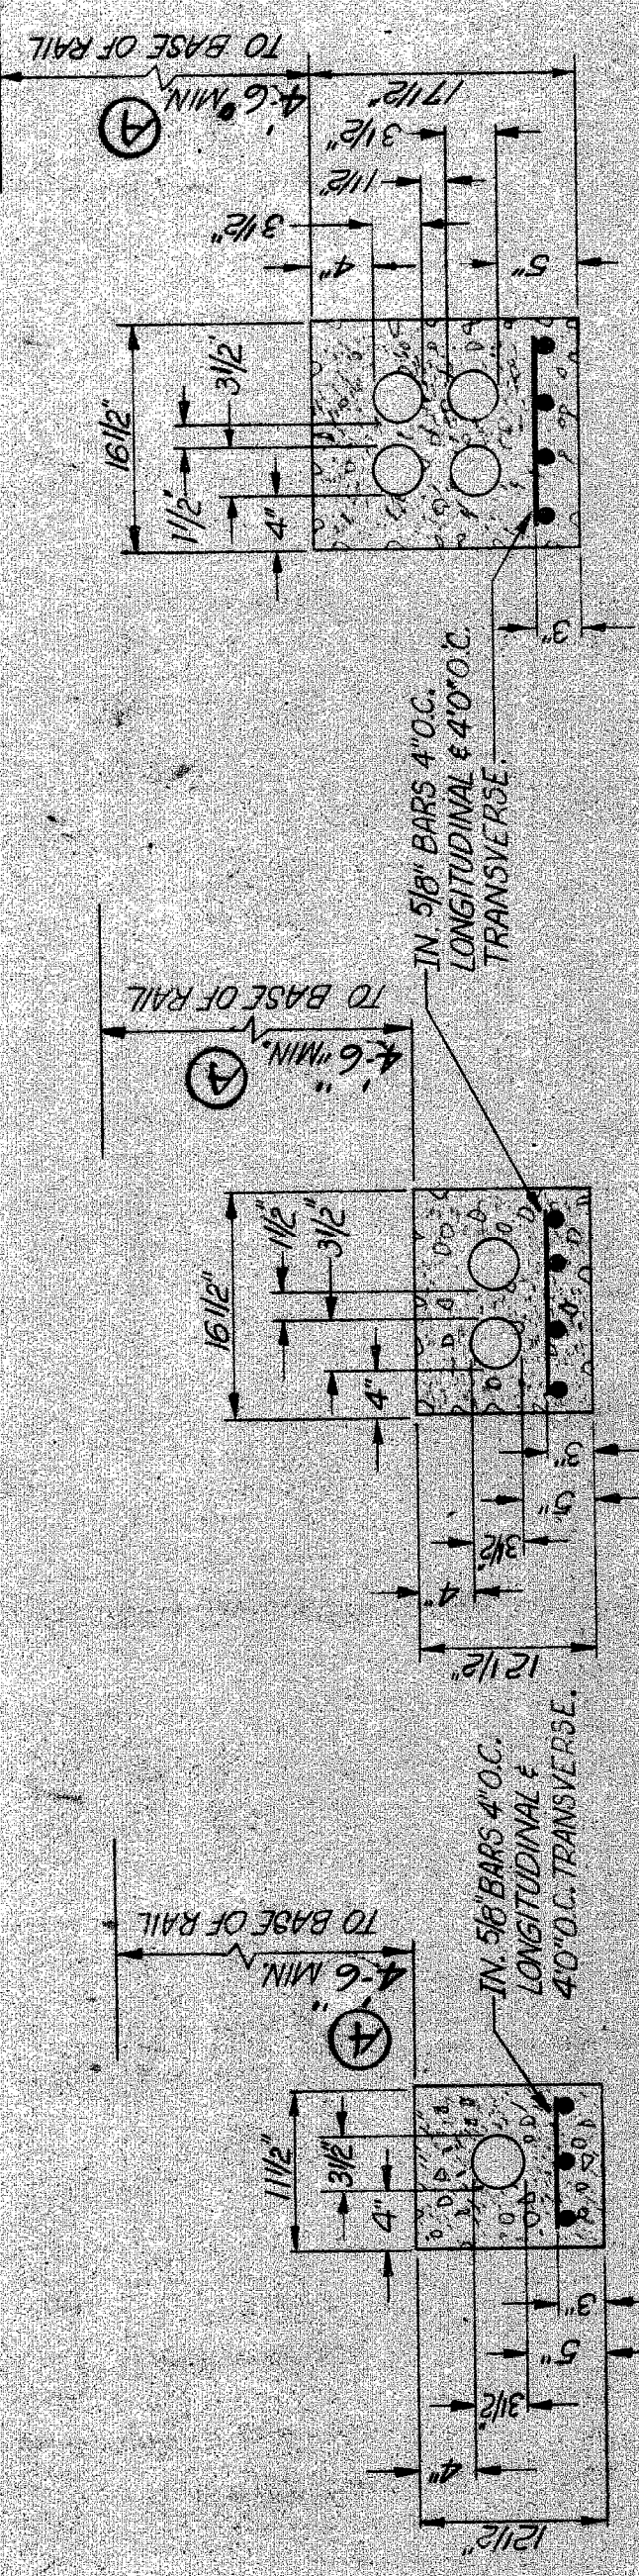 TO BASE OF RAIL
4'-6" MIN.
A
17 1/2"
3 1/2"
1 1/2"
3 1/2"
4"
5"
16 1/2"
3 1/2"
1 1/2"
4"
3"
IN. 5/8" BARS 4" O.C.
LONGITUDINAL & 4'0" O.C.
TRANSVERSE.
TO BASE OF RAIL
4'-6" MIN.
A
16 1/2"
1 1/2"
3 1/2"
4"
3"
5"
3 1/2"
4"
12 1/2"
IN. 5/8" BARS 4" O.C.
LONGITUDINAL &
4'0" O.C. TRANSVERSE.
TO BASE OF RAIL
4'-6" MIN.
A
11 1/2"
3 1/2"
4"
3"
5"
3 1/2"
4"
12 1/2"